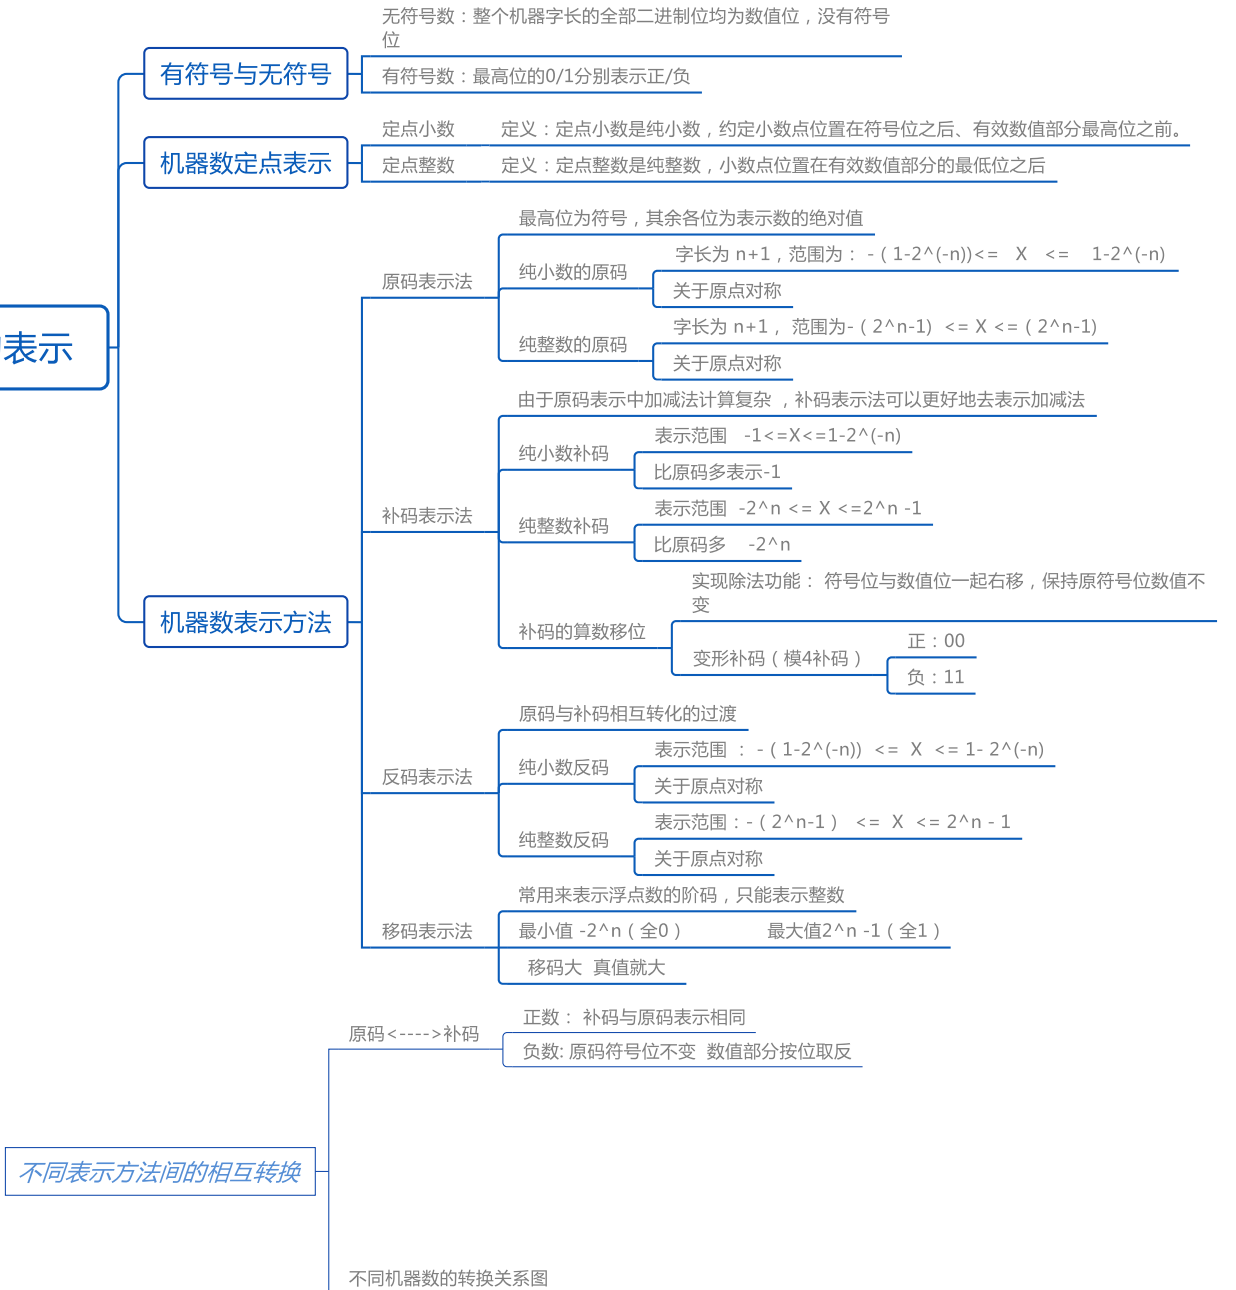 无符号数：整个机器字长的全部二进制位均为数值位，没有符号
位
有符号与无符号
有符号数：最高位的0/1分别表示正/负
定点小数 定义：定点小数是纯小数，约定小数点位置在符号位之后、有效数值部分最高位之前。
机器数定点表示
定点整数 定义：定点整数是纯整数，小数点位置在有效数值部分的最低位之后
最高位为符号，其余各位为表示数的绝对值
字长为 n+1，范围为： -（ 1-2^(-n))<= X <= 1-2^(-n)
纯小数的原码
关于原点对称
原码表示法
字长为 n+1， 范围为-（ 2^n-1) <= X <=（ 2^n-1)
纯整数的原码
关于原点对称
表示
由于原码表示中加减法计算复杂 ，补码表示法可以更好地去表示加减法
表示范围 -1<=X<=1-2^(-n)
纯小数补码
比原码多表示-1
补码表示法
表示范围 -2^n <= X <=2^n -1
纯整数补码
比原码多 -2^n
实现除法功能： 符号位与数值位一起右移，保持原符号位数值不
变
补码的算数移位
正：00
变形补码（模4补码）
负：11
机器数表示方法
原码与补码相互转化的过渡
表示范围 ： -（ 1-2^(-n)) <= X <= 1- 2^(-n)
纯小数反码
关于原点对称
反码表示法
表示范围：-（ 2^n-1 ） <= X <= 2^n - 1
纯整数反码
关于原点对称
常用来表示浮点数的阶码，只能表示整数
移码表示法
最小值 -2^n（ 全0 ） 最大值2^n -1（ 全1 ）
移码大 真值就大
正数： 补码与原码表示相同
原码<---->补码
负数: 原码符号位不变 数值部分按位取反
不同表示方法间的相互转换
不同机器数的转换关系图